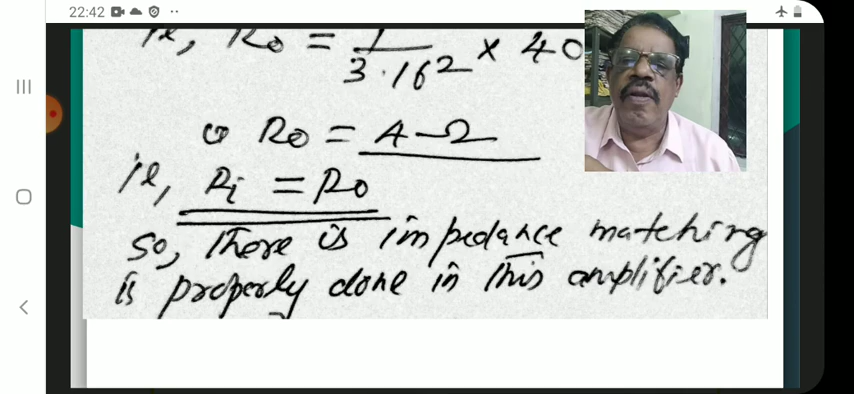 22:42
ie, Ro = 1/3.16² × 40
or Ro = 4Ω
ie, Ri = Ro
So, there is impedance matching
is properly done in this amplifier.